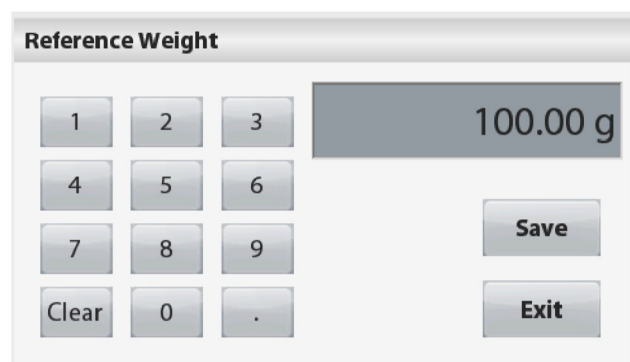 Reference Weight
100.00 g
1 2 3
4 5 6
7 8 9
Clear 0 .
Save
Exit